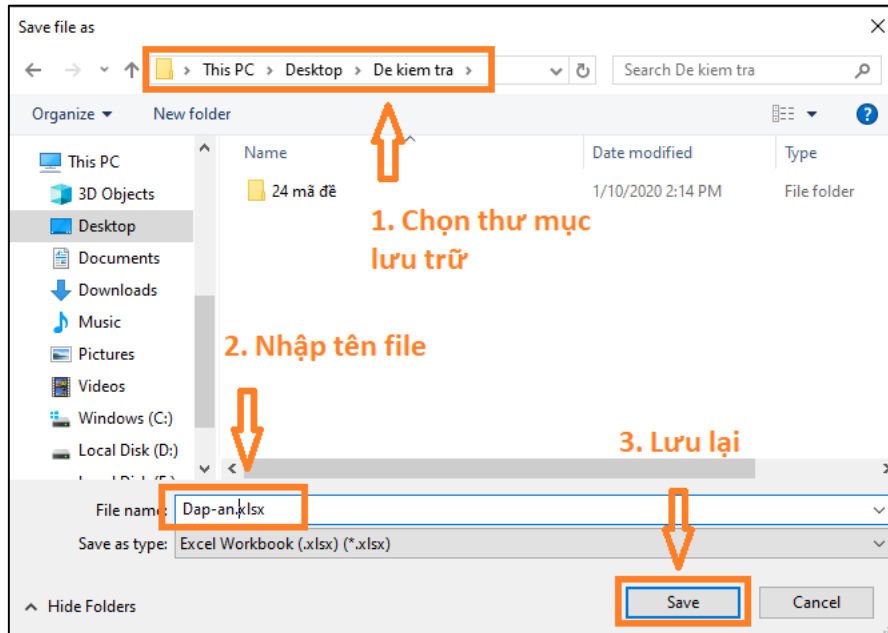 Save file as
This PC > Desktop > De kiem tra >
Search De kiem tra
Organize
New folder
Name
Date modified
Type
This PC
3D Objects
Desktop
Documents
Downloads
Music
Pictures
Videos
Windows (C:)
Local Disk (D:)
24 mã đề
1/10/2020 2:14 PM
File folder
1. Chọn thư mục
lưu trữ
2. Nhập tên file
3. Lưu lại
File name:
Dap-an.xlsx
Save as type:
Excel Workbook (.xlsx) (*.xlsx)
Hide Folders
Save
Cancel